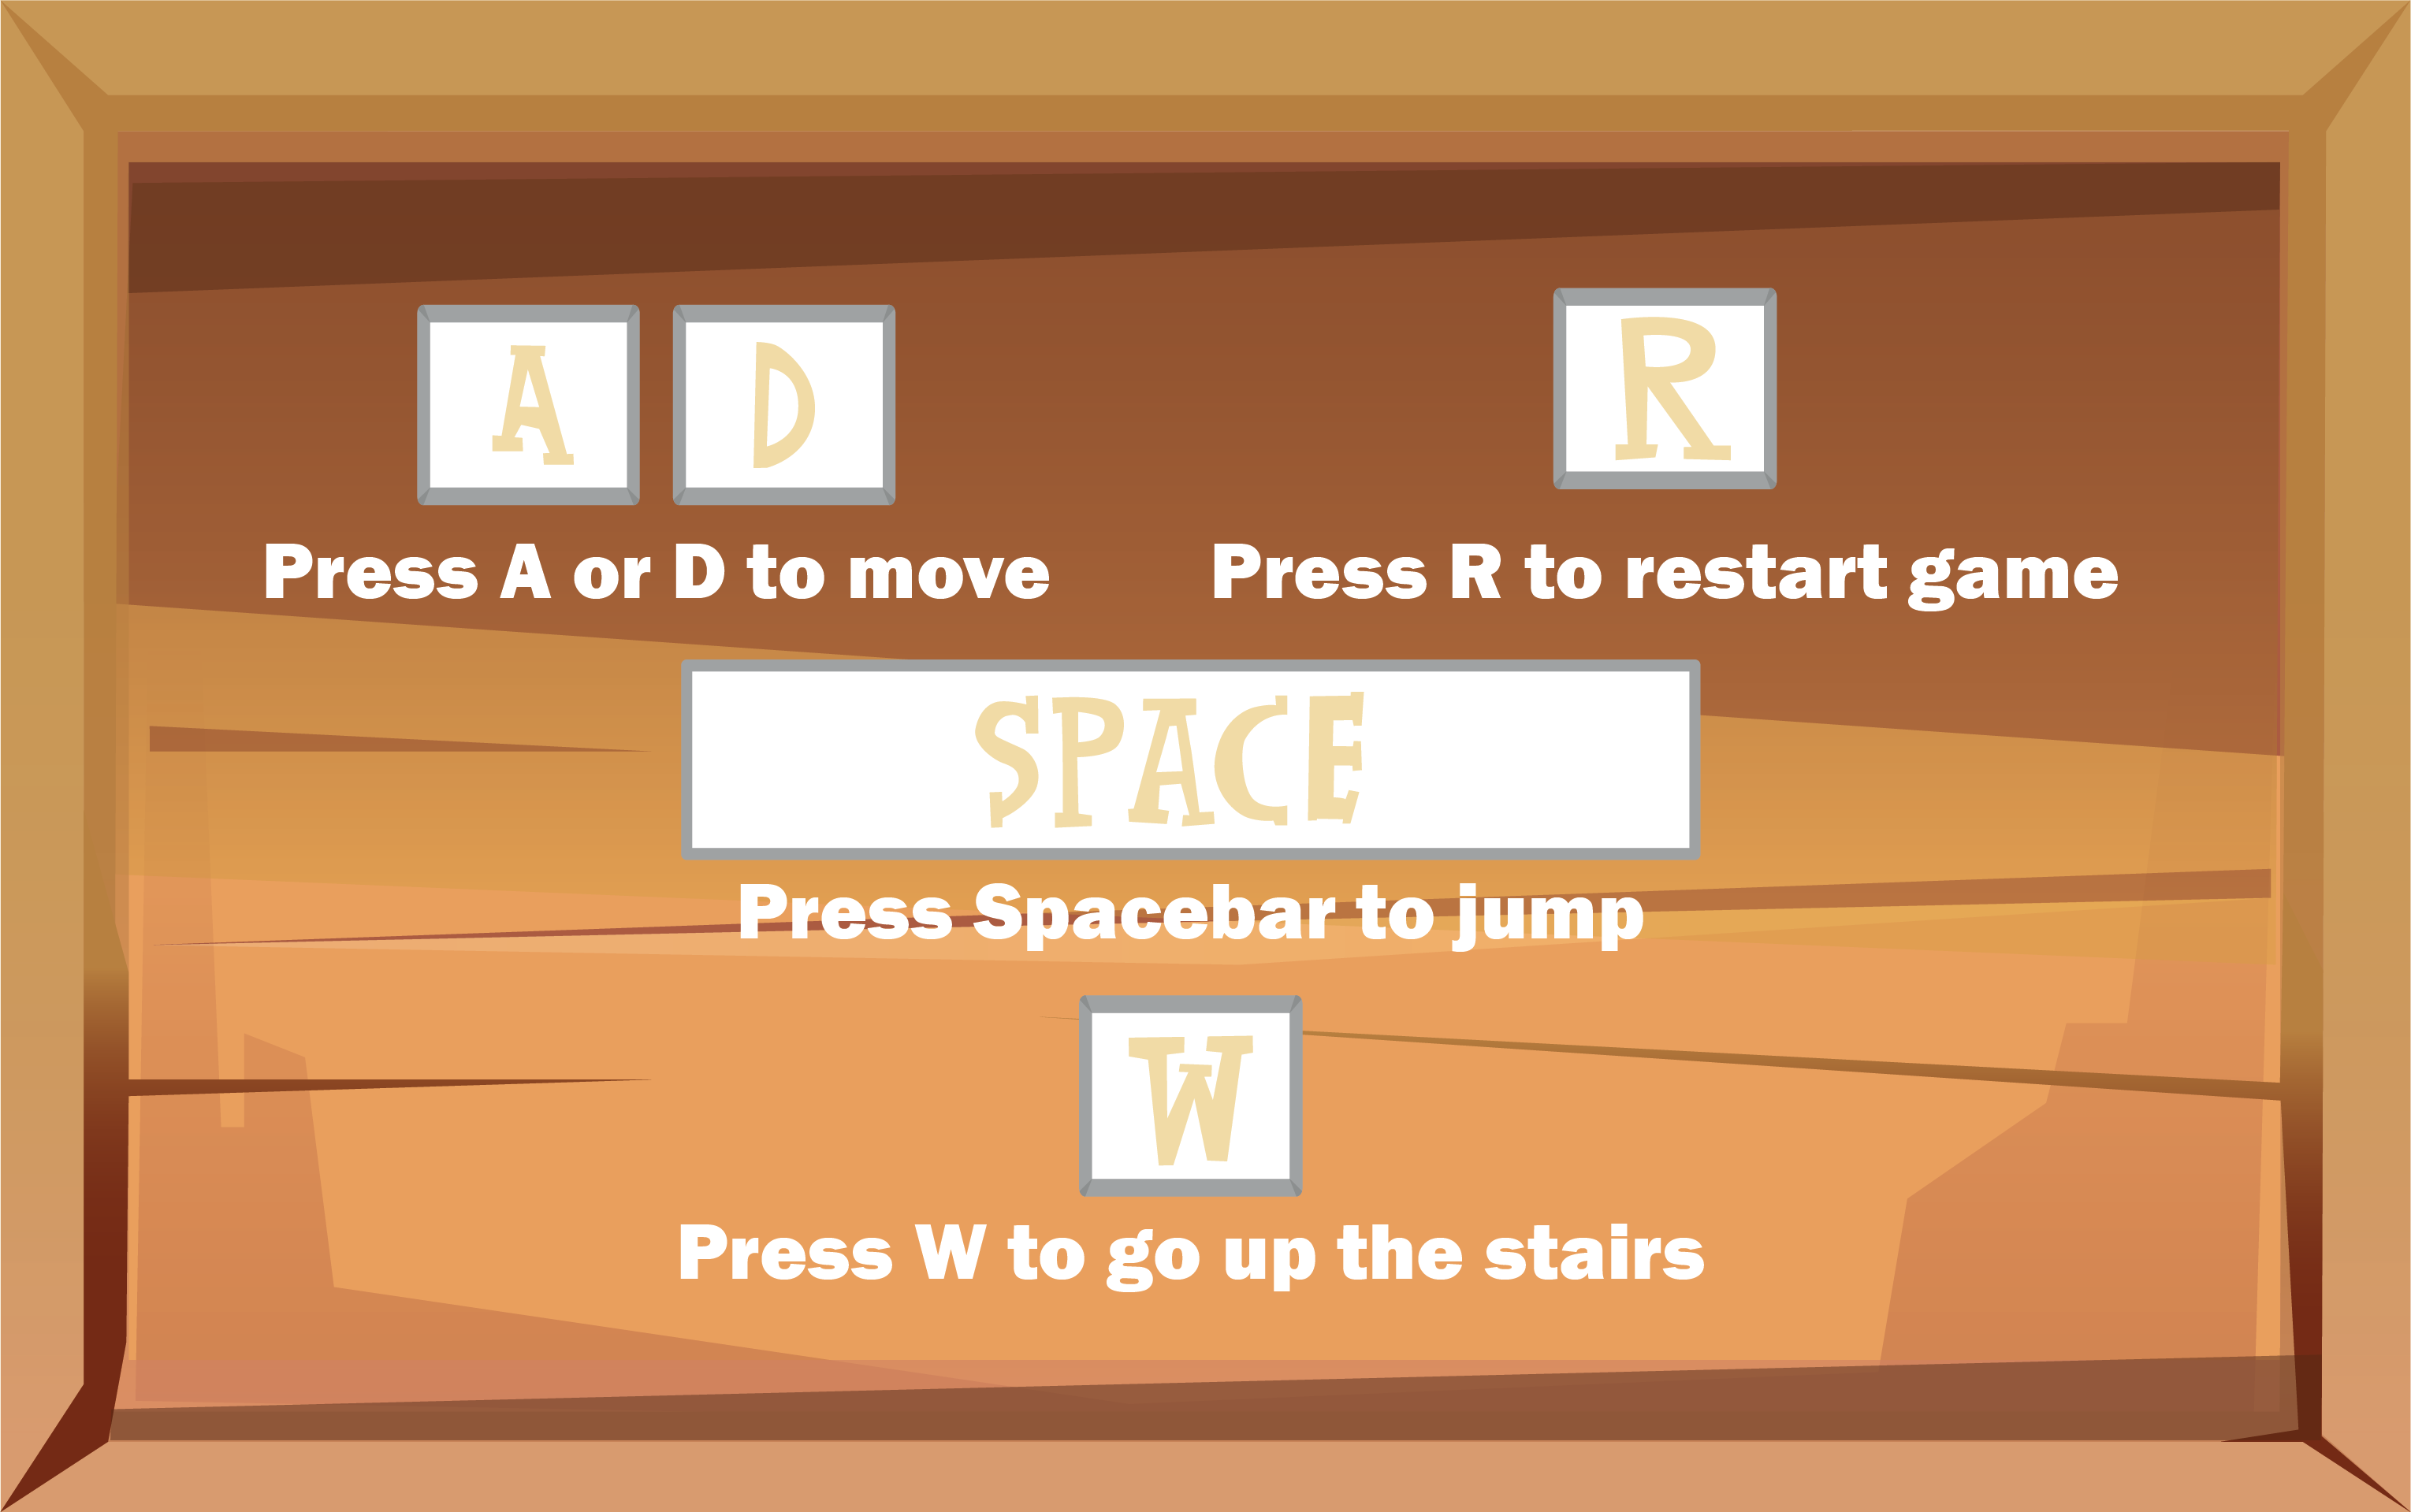 A D
R
Press A or D to move
Press R to restart game
SPACE
Press Spacebar to jump
W
Press W to go up the stairs